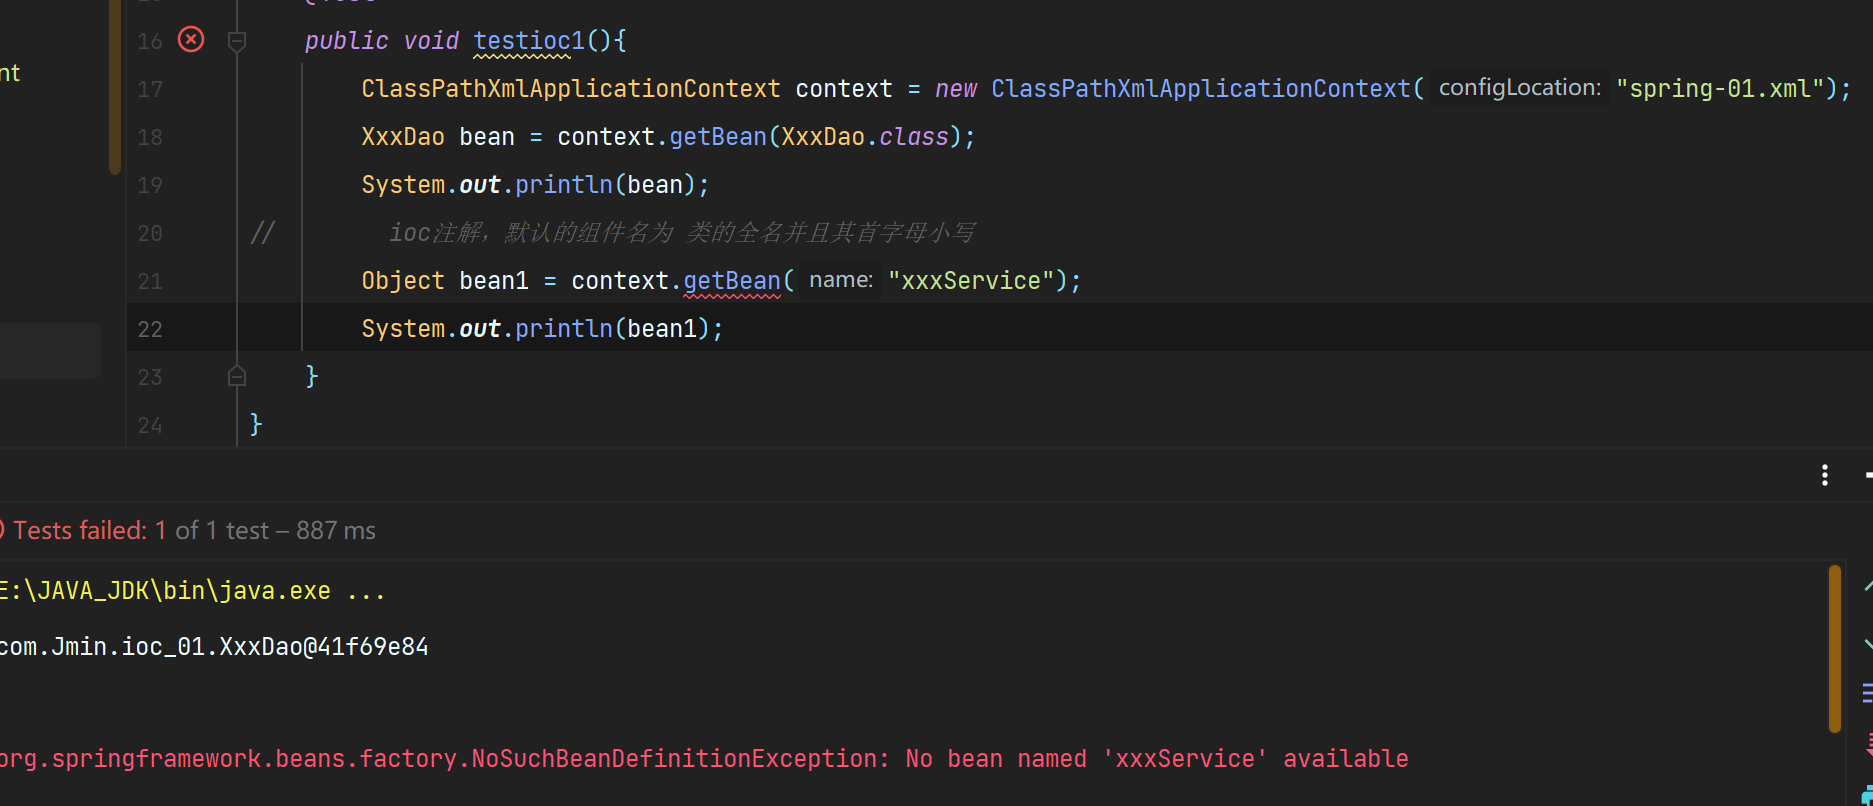 nt
16 public void testioc1(){
17 ClassPathXmlApplicationContext context = new ClassPathXmlApplicationContext( configLocation: "spring-01.xml");
18 XxxDao bean = context.getBean(XxxDao.class);
19 System.out.println(bean);
20 // ioc注解，默认的组件名为 类的全名并且其首字母小写
21 Object bean1 = context.getBean( name: "xxxService");
22 System.out.println(bean1);
23 }
24 }
Tests failed: 1 of 1 test – 887 ms
E:\JAVA_JDK\bin\java.exe ...
com.Jmin.ioc_01.XxxDao@41f69e84
org.springframework.beans.factory.NoSuchBeanDefinitionException: No bean named 'xxxService' available